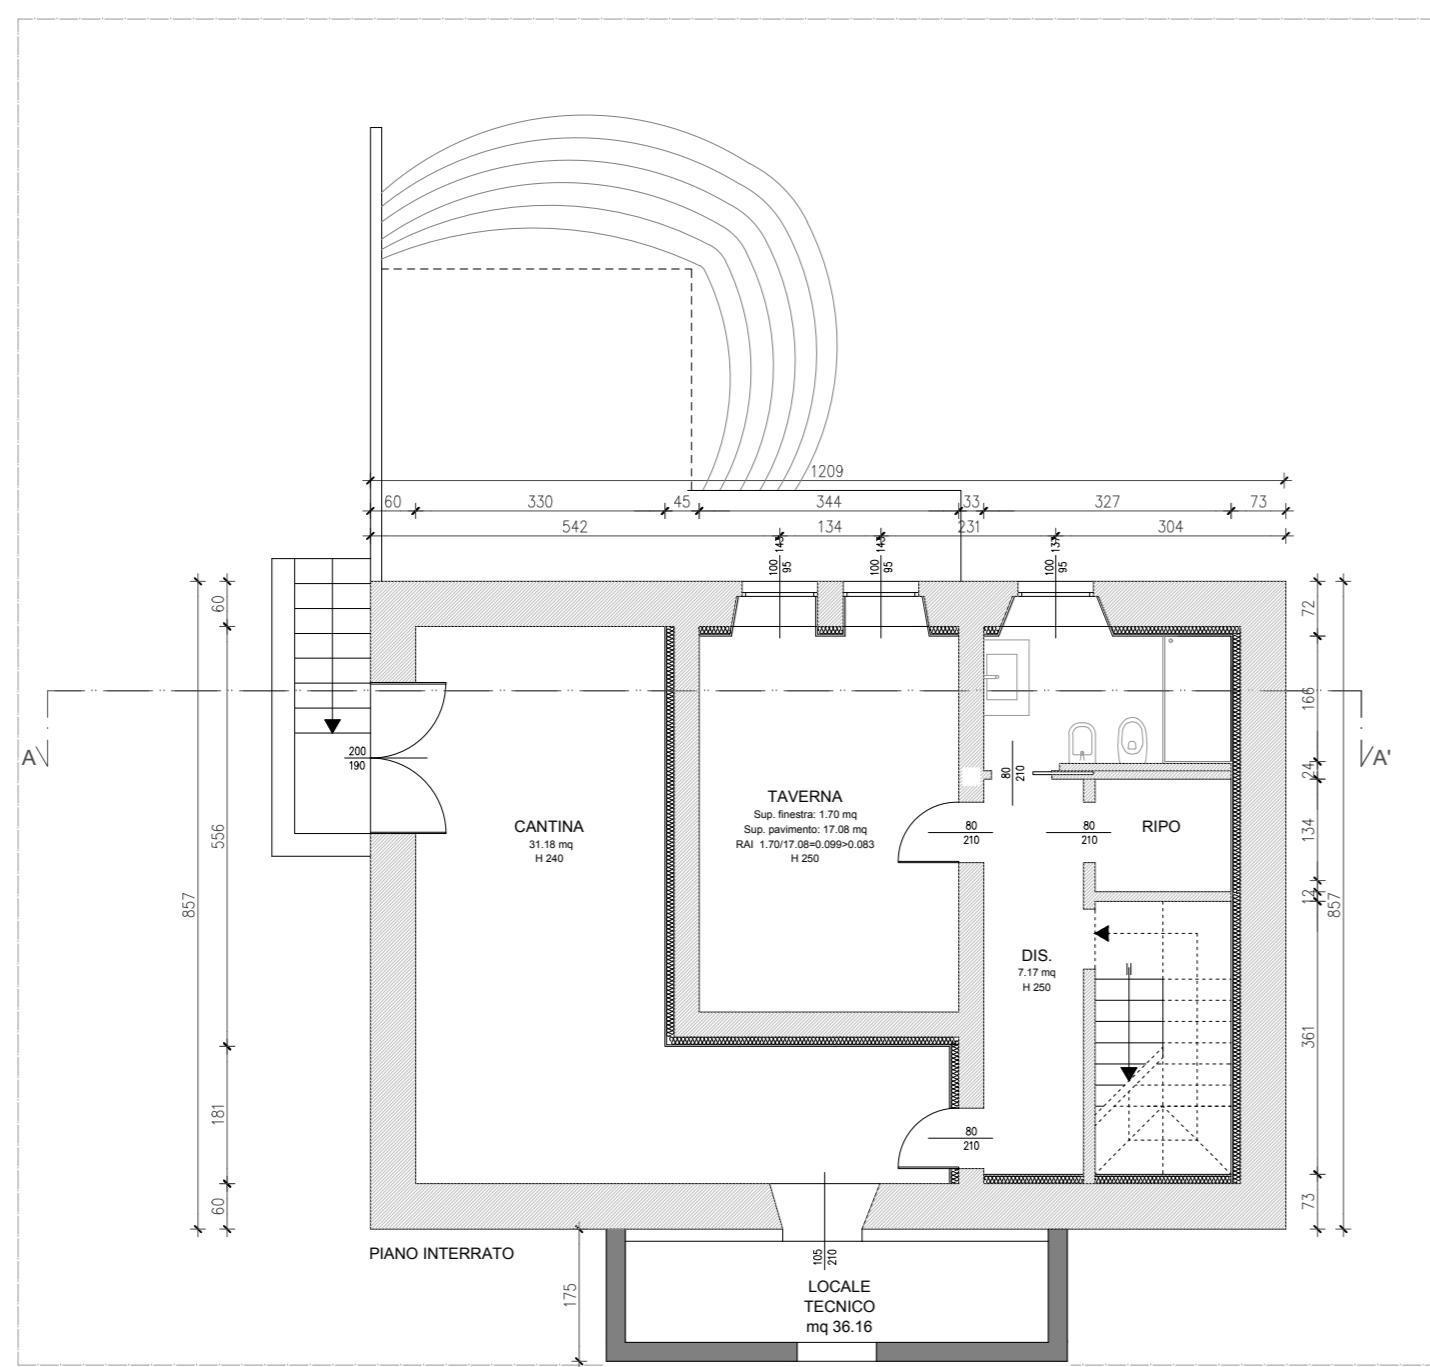 1209
60 330 45 344 33 327 73
542 134 231 304
100
143
95
100
143
95
100
137
95
60
72
A
A'
200
190
166
24
80
210
CANTINA
31.18 mq
H 240
TAVERNA
Sup. finestra: 1.70 mq
Sup. pavimento: 17.08 mq
RAI 1.70/17.08=0.099>0.083
H 250
80
210
80
210
RIPO
134
12
857
556
857
DIS.
7.17 mq
H 250
361
181
80
210
60
73
PIANO INTERRATO
105
210
175
LOCALE
TECNICO
mq 36.16